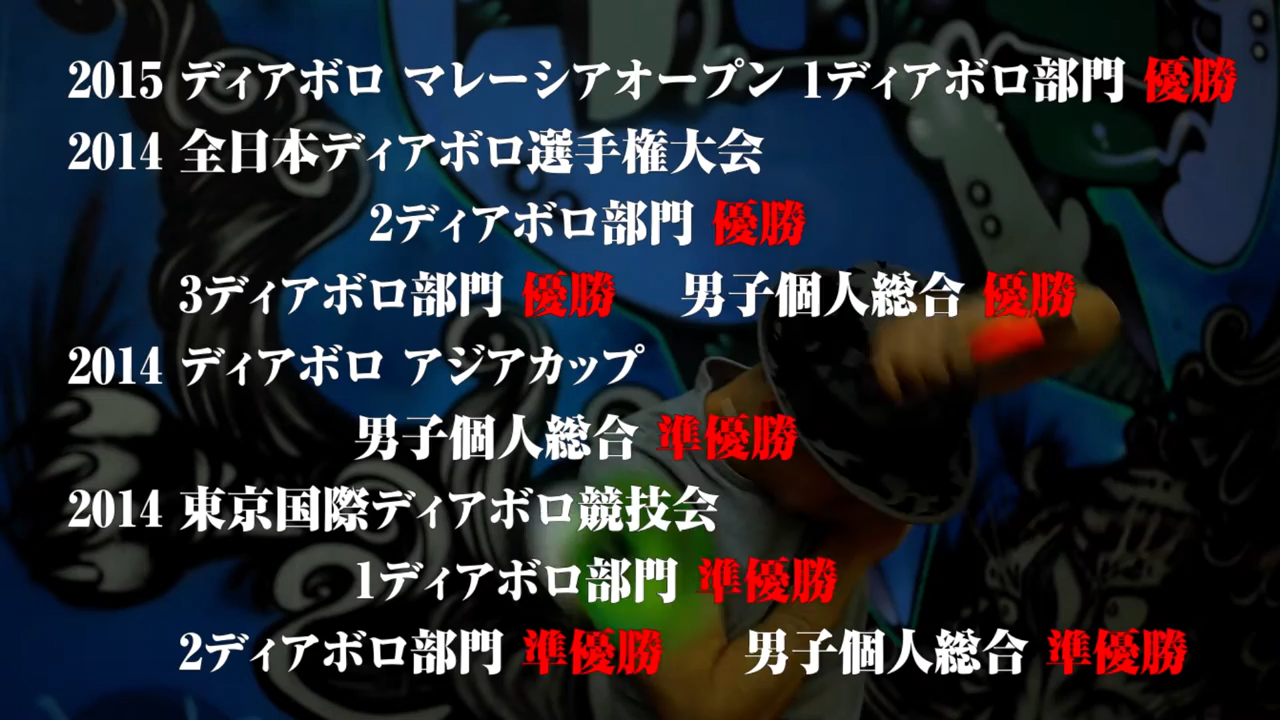 2015 ディアボロ マレーシアオープン 1ディアボロ部門 優勝
2014 全日本ディアボロ選手権大会
2ディアボロ部門 優勝
3ディアボロ部門 優勝 男子個人総合 優勝
2014 ディアボロ アジアカップ
男子個人総合 準優勝
2014 東京国際ディアボロ競技会
1ディアボロ部門 準優勝
2ディアボロ部門 準優勝 男子個人総合 準優勝